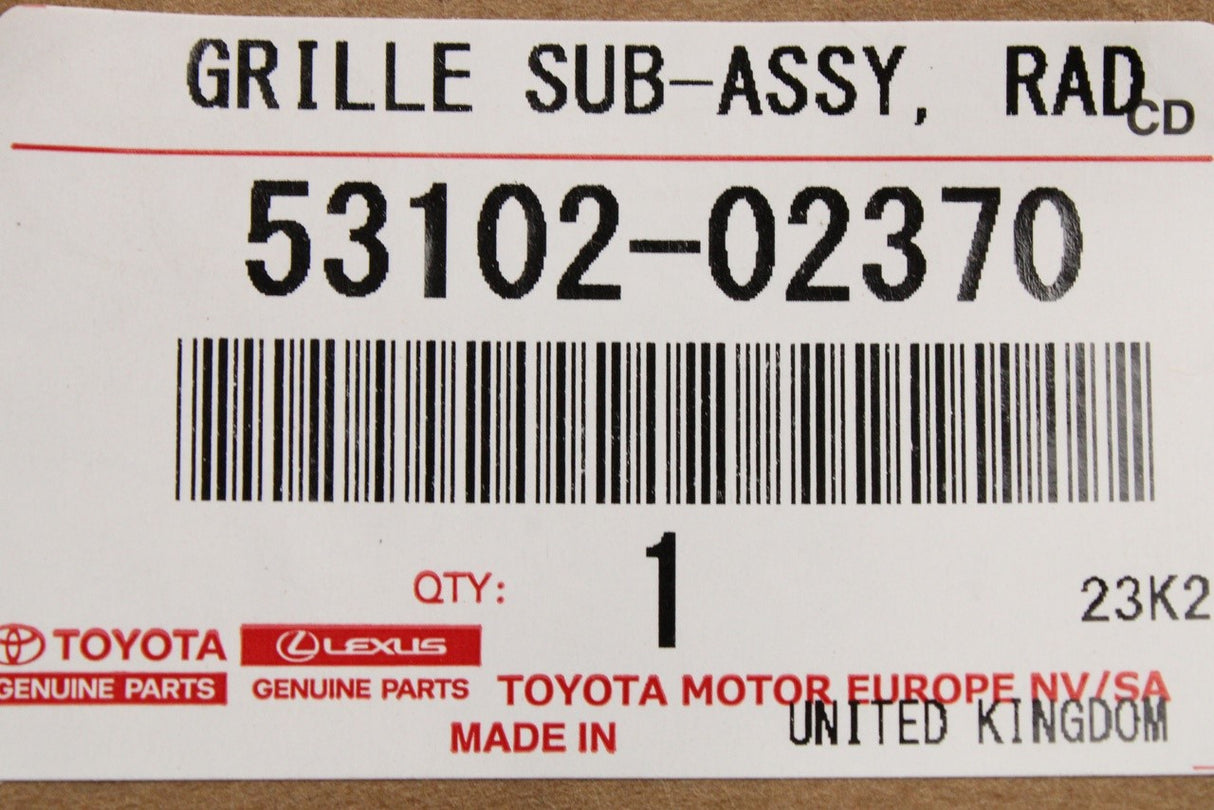 GRILLE SUB-ASSY, RAD
CD
53102-02370
QTY: 1
23K2
TOYOTA
GENUINE PARTS
LEXUS
GENUINE PARTS
TOYOTA MOTOR EUROPE NV/SA
MADE IN UNITED KINGDOM